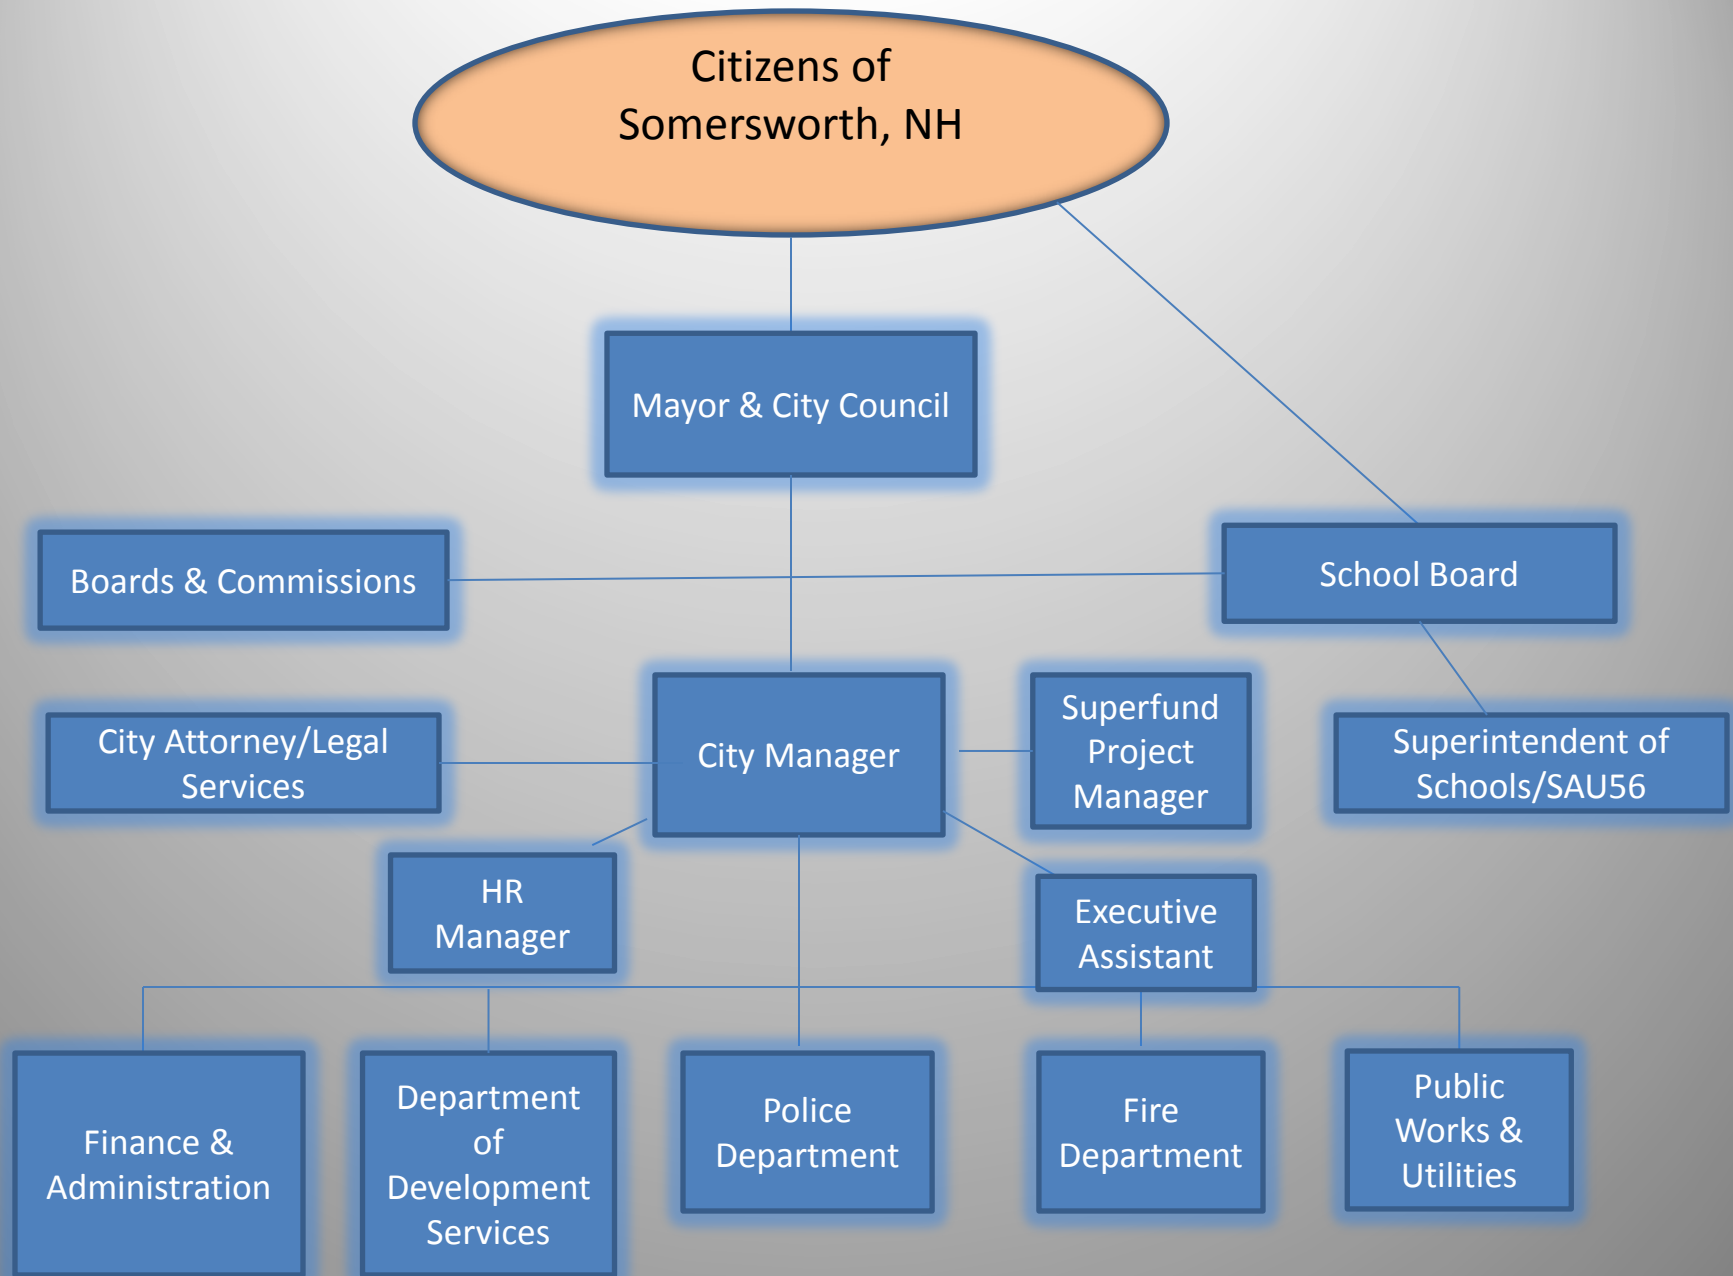 Citizens of
Somersworth, NH
Mayor & City Council
Boards & Commissions
School Board
City Attorney/Legal
Services
City Manager
Superfund
Project
Manager
Superintendent of
Schools/SAU56
HR
Manager
Executive
Assistant
Finance &
Administration
Department
of
Development
Services
Police
Department
Fire
Department
Public
Works &
Utilities